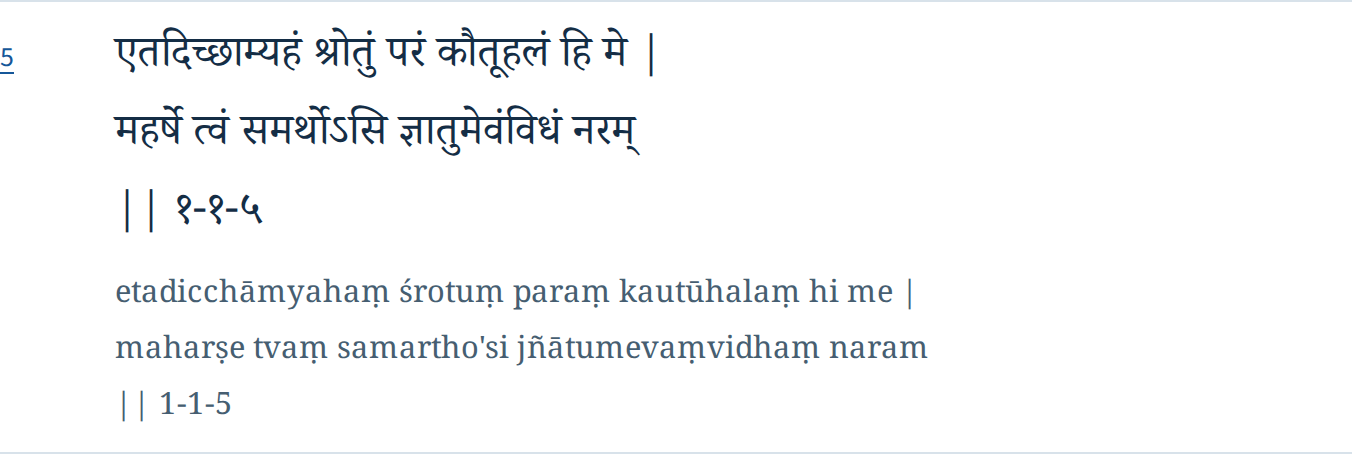 5
एतदिच्छाम्यहं श्रोतुं परं कौतूहलं हि मे |
महर्षे त्वं समर्थोऽसि ज्ञातुमेवंविधं नरम्
|| १-१-५
etadicchāmyahaṃ śrotuṃ paraṃ kautūhalaṃ hi me |
maharṣe tvaṃ samartho'si jñātumevaṃvidhaṃ naram
|| 1-1-5